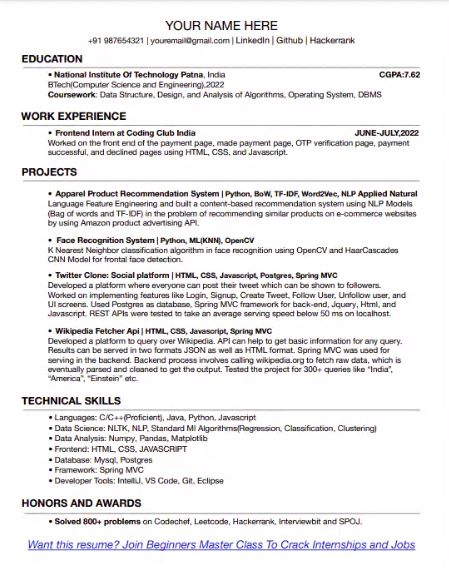 YOUR NAME HERE
+91 987654321 | youremail@gmail.com | LinkedIn | Github | Hackerrank
EDUCATION
• National Institute Of Technology Patna, India CGPA:7.62
BTech(Computer Science and Engineering),2022
Coursework: Data Structure, Design, and Analysis of Algorithms, Operating System, DBMS
WORK EXPERIENCE
• Frontend Intern at Coding Club India JUNE-JULY,2022
Worked on the front end of the payment page, made payment page, OTP verification page, payment
successful, and declined pages using HTML, CSS, and Javascript.
PROJECTS
• Apparel Product Recommendation System | Python, BoW, TF-IDF, Word2Vec, NLP Applied Natural
Language Feature Engineering and built a content-based recommendation system using NLP Models
(Bag of words and TF-IDF) in the problem of recommending similar products on e-commerce websites
by using Amazon product advertising API.
• Face Recognition System | Python, ML(KNN), OpenCV
K Nearest Neighbor classification algorithm in face recognition using OpenCV and HaarCascades
CNN Model for frontal face detection.
• Twitter Clone: Social platform | HTML, CSS, Javascript, Postgres, Spring MVC
Developed a platform where everyone can post their tweet which can be shown to followers.
Worked on implementing features like Login, Signup, Create Tweet, Follow User, Unfollow user, and
UI screens. Used Postgres as database, Spring MVC framework for back-end, Jquery, Html, and
Javascript. REST APIs were tested to take an average serving speed below 50 ms on localhost.
• Wikipedia Fetcher Api | HTML, CSS, Javascript, Spring MVC
Developed a platform to query over Wikipedia. API can help to get basic information for any query.
Results can be served in two formats JSON as well as HTML format. Spring MVC was used for
serving in the backend. Backend process involves calling wikipedia.org to fetch raw data, which is
eventually parsed and cleaned to get the output. Tested the project for 300+ queries like “India”,
“America”, “Einstein” etc.
TECHNICAL SKILLS
• Languages: C/C++(Proficient), Java, Python, Javascript
• Data Science: NLTK, NLP, Standard Ml Algorithms(Regression, Classification, Clustering)
• Data Analysis: Numpy, Pandas, Matplotlib
• Frontend: HTML, CSS, JAVASCRIPT
• Database: Mysql, Postgres
• Framework: Spring MVC
• Developer Tools: IntelliJ, VS Code, Git, Eclipse
HONORS AND AWARDS
• Solved 800+ problems on Codechef, Leetcode, Hackerrank, Interviewbit and SPOJ.
Want this resume? Join Beginners Master Class To Crack Internships and Jobs